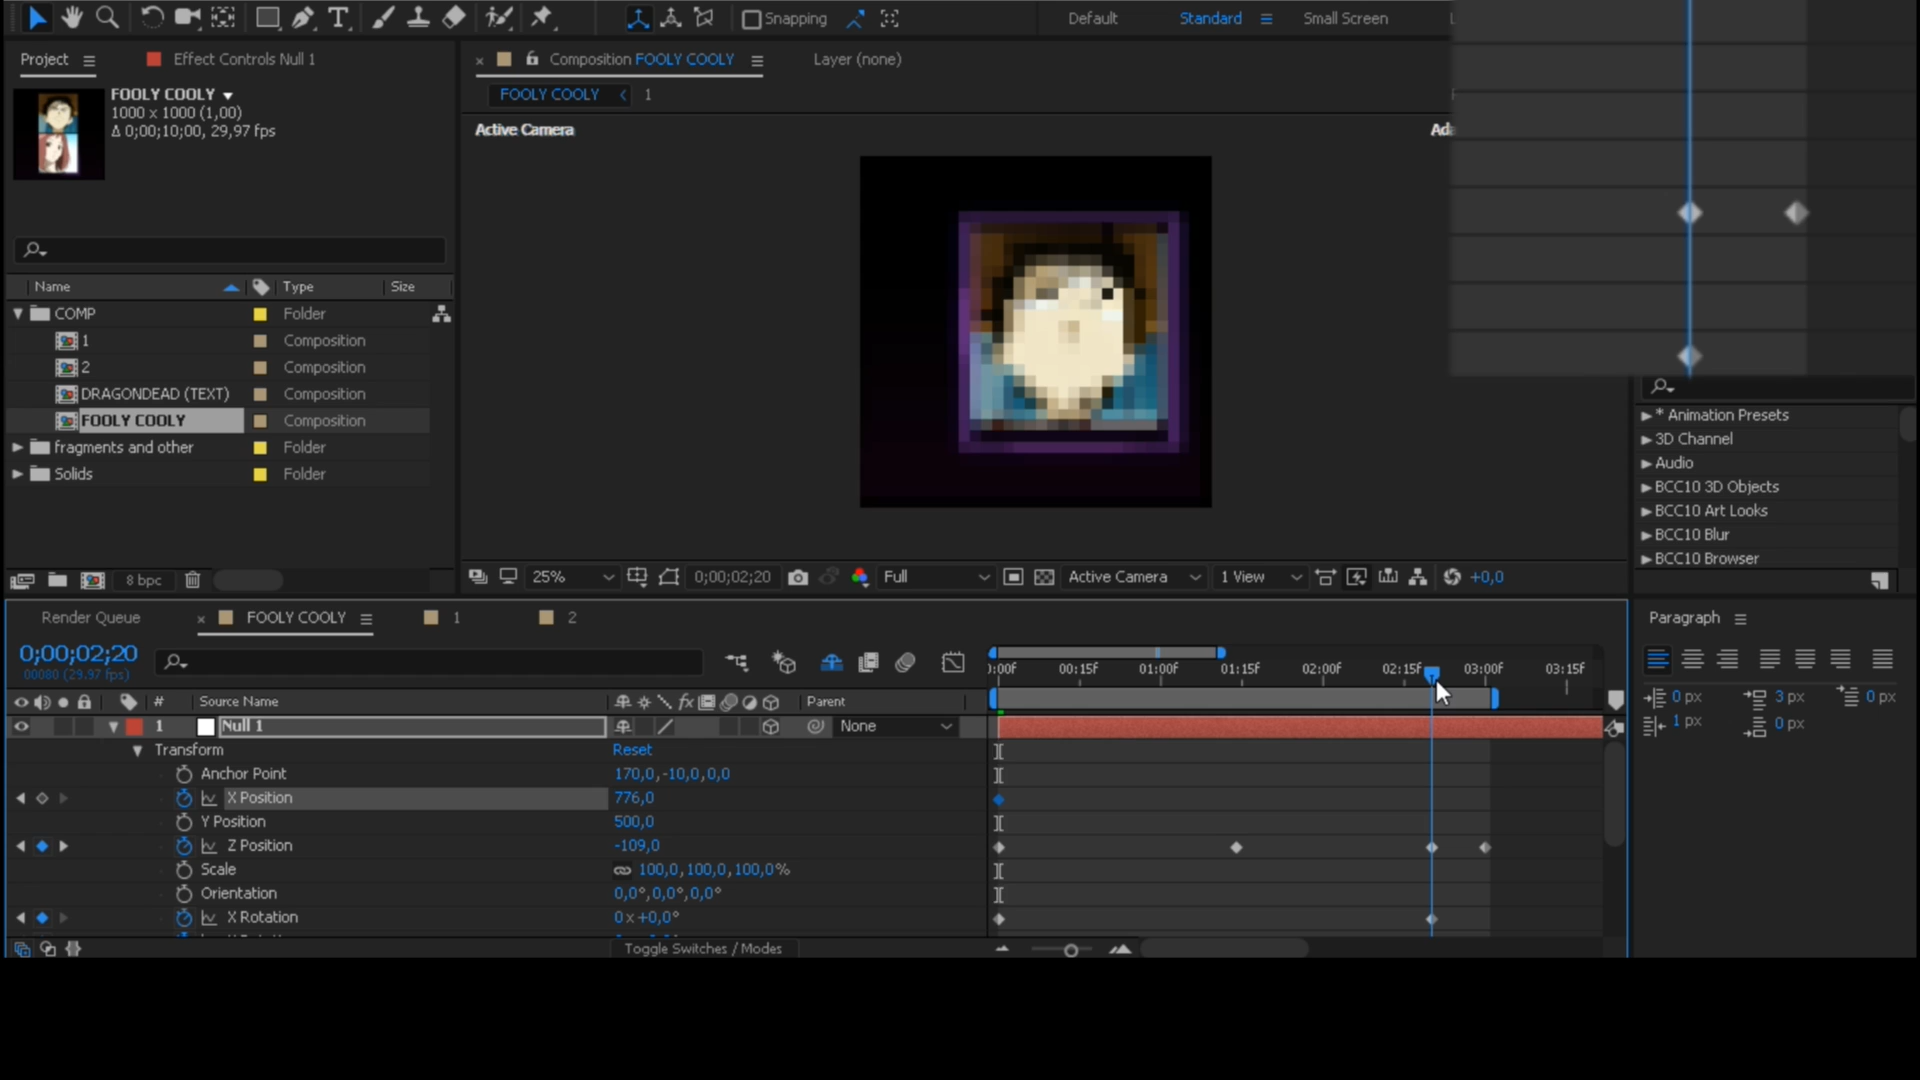 Snapping
Default
Standard
Small Screen
Project
Effect Controls Null 1
Composition FOOLY COOLY
Layer (none)
FOOLY COOLY
1000 x 1000 (1,00)
Δ 0;00;10;00, 29,97 fps
FOOLY COOLY
1
Active Camera
Name
Type
Size
COMP
Folder
1
Composition
2
Composition
DRAGONDEAD (TEXT)
Composition
FOOLY COOLY
Composition
fragments and other
Folder
Solids
Folder
* Animation Presets
3D Channel
Audio
BCC10 3D Objects
BCC10 Art Looks
BCC10 Blur
BCC10 Browser
8 bpc
25%
0;00;02;20
Full
Active Camera
1 View
+0,0
Render Queue
FOOLY COOLY
1
2
Paragraph
0;00;02;20
00080 (29.97 fps)
00:15f
01:00f
01:15f
02:00f
02:15f
03:00f
03:15f
#
Source Name
fx
Parent
1
Null 1
None
0 px
3 px
0 px
1 px
0 px
Transform
Reset
Anchor Point
170,0,-10,0,0,0
X Position
776,0
Y Position
500,0
Z Position
-109,0
Scale
100,0,100,0,100,0%
Orientation
0,0°,0,0°,0,0°
X Rotation
0x+0,0°
Toggle Switches / Modes